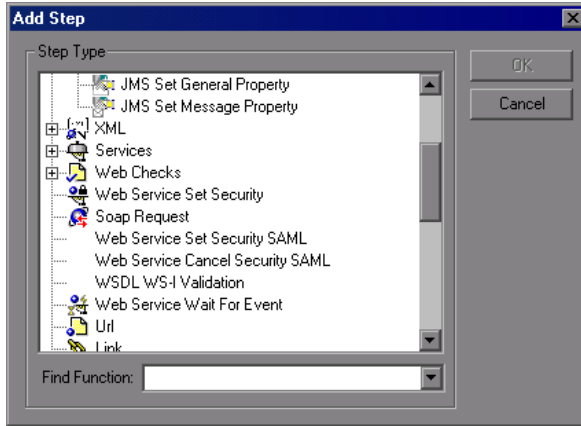 Add Step
Step Type
JMS Set General Property
JMS Set Message Property
XML
Services
Web Checks
Web Service Set Security
Soap Request
Web Service Set Security SAML
Web Service Cancel Security SAML
WSDL WS-I Validation
Web Service Wait For Event
Url
Link
Find Function:
OK
Cancel